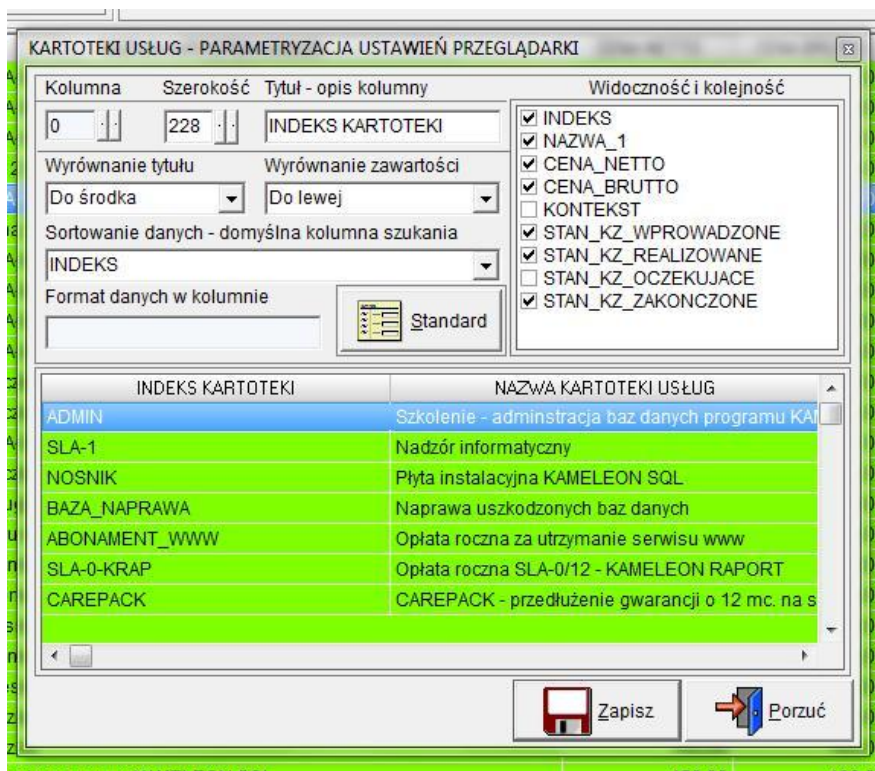 KARTOTEKI USŁUG - PARAMETRYZACJA USTAWIEŃ PRZEGLĄDARKI
Kolumna Szerokość Tytuł - opis kolumny
0 228 INDEKS KARTOTEKI
Wyrównanie tytułu Wyrównanie zawartości
Do środka Do lewej
Sortowanie danych - domyślna kolumna szukania
INDEKS
Format danych w kolumnie
Standard
Widoczność i kolejność
INDEKS
NAZWA_1
CENA_NETTO
CENA_BRUTTO
KONTEKST
STAN_KZ_WPROWADZONE
STAN_KZ_REALIZOWANE
STAN_KZ_OCZEKUJACE
STAN_KZ_ZAKONCZONE
INDEKS KARTOTEKI NAZWA KARTOTEKI USŁUG
ADMIN Szkolenie - adminstracja baz danych programu KAM
SLA-1 Nadzór informatyczny
NOSNIK Płyta instalacyjna KAMELEON SQL
BAZA_NAPRAWA Naprawa uszkodzonych baz danych
ABONAMENT_WWW Opłata roczna za utrzymanie serwisu www
SLA-0-KRAP Opłata roczna SLA-0/12 - KAMELEON RAPORT
CAREPACK CAREPACK - przedłużenie gwarancji o 12 mc. na s
Zapisz Porzuć